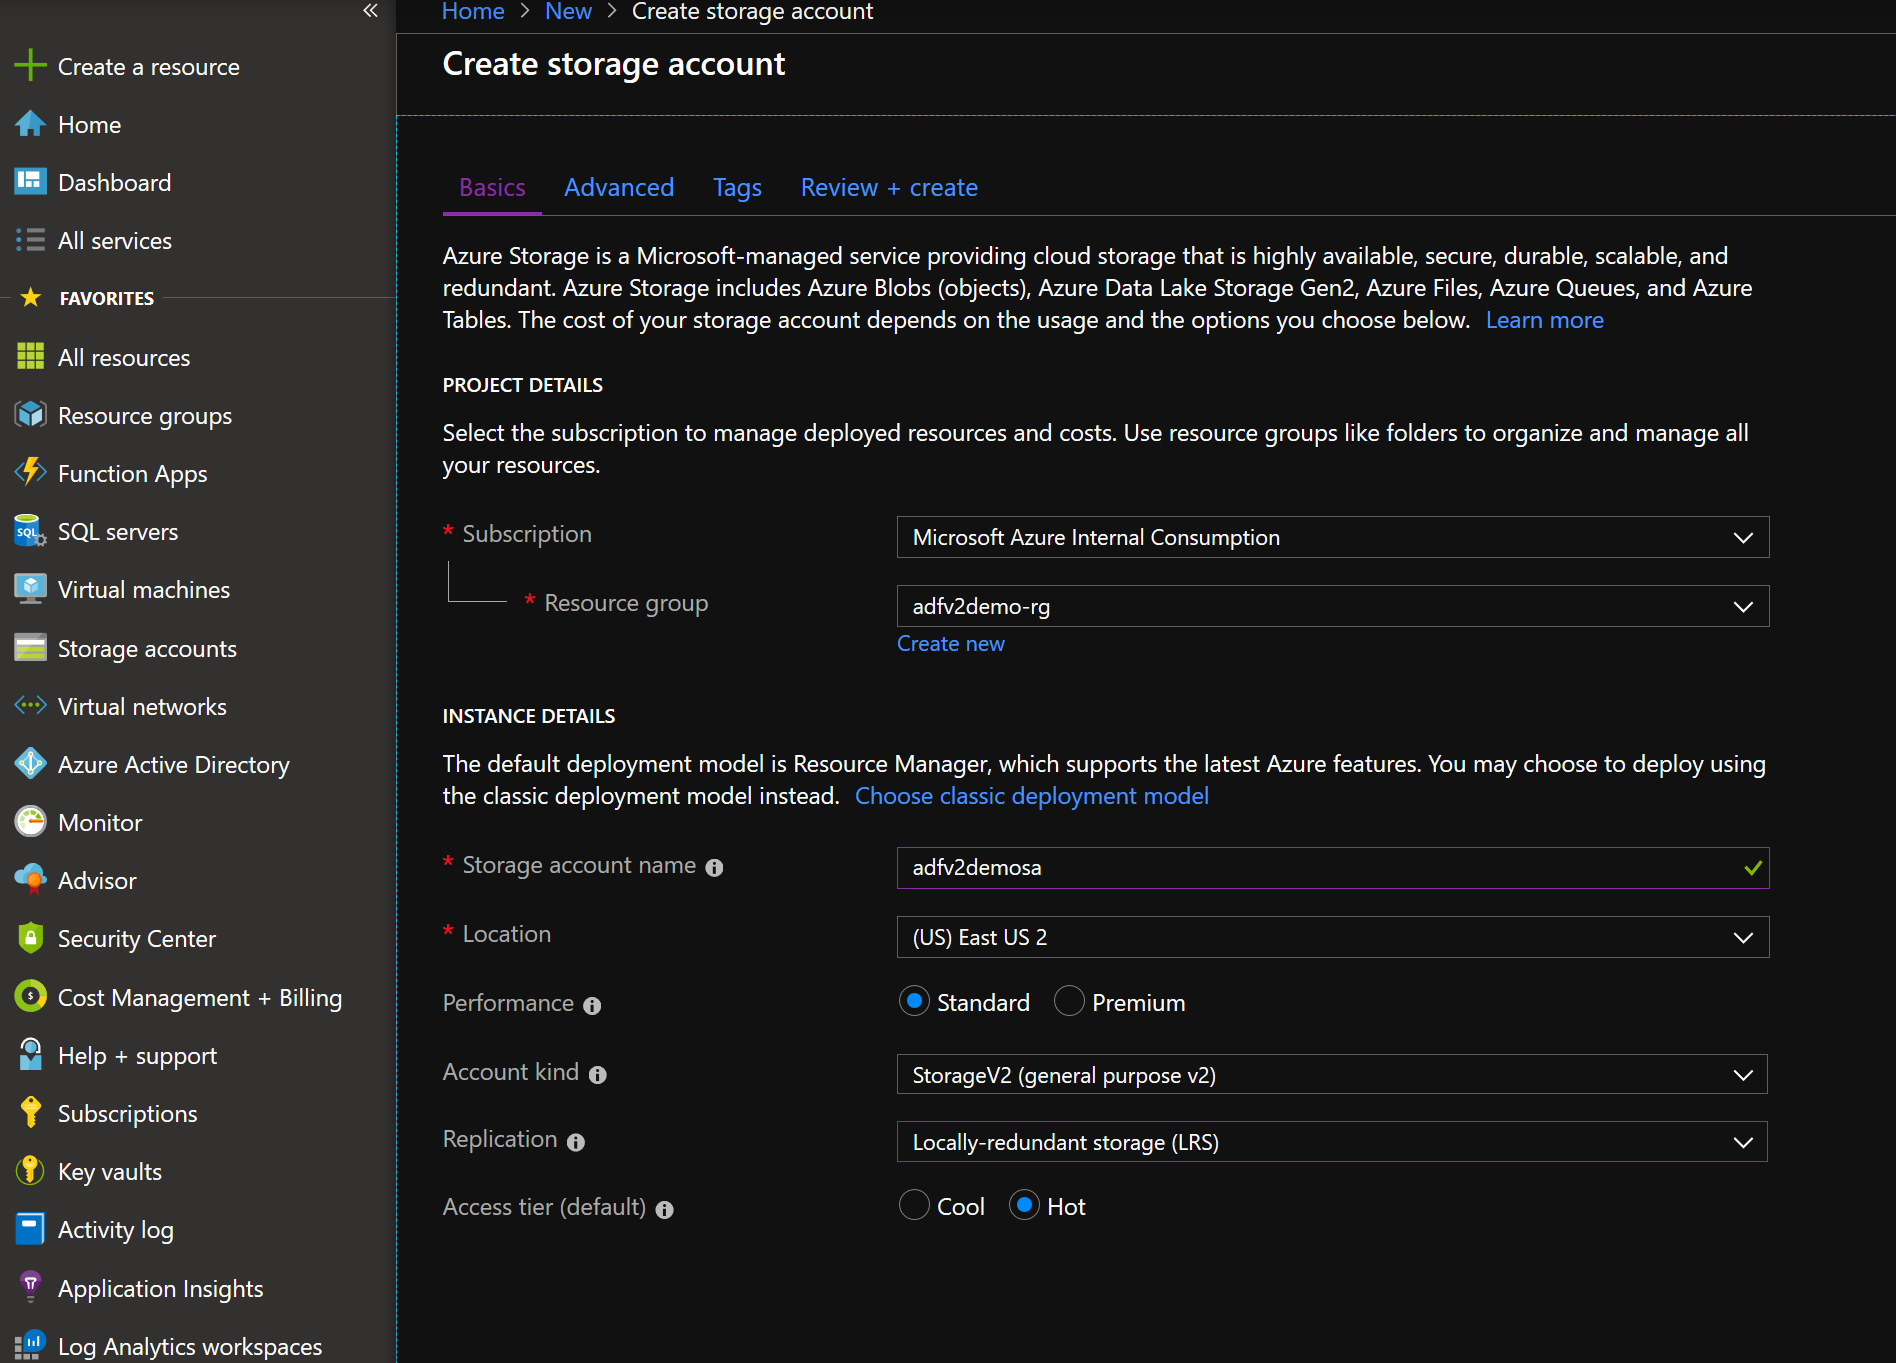 Home > New > Create storage account
Create storage account
Create a resource
Home
Dashboard
All services
FAVORITES
All resources
Resource groups
Function Apps
SQL servers
Virtual machines
Storage accounts
Virtual networks
Azure Active Directory
Monitor
Advisor
Security Center
Cost Management + Billing
Help + support
Subscriptions
Key vaults
Activity log
Application Insights
Log Analytics workspaces
Basics Advanced Tags Review + create
Azure Storage is a Microsoft-managed service providing cloud storage that is highly available, secure, durable, scalable, and
redundant. Azure Storage includes Azure Blobs (objects), Azure Data Lake Storage Gen2, Azure Files, Azure Queues, and Azure
Tables. The cost of your storage account depends on the usage and the options you choose below. Learn more
PROJECT DETAILS
Select the subscription to manage deployed resources and costs. Use resource groups like folders to organize and manage all
your resources.
* Subscription Microsoft Azure Internal Consumption
* Resource group adfv2demo-rg
Create new
INSTANCE DETAILS
The default deployment model is Resource Manager, which supports the latest Azure features. You may choose to deploy using
the classic deployment model instead. Choose classic deployment model
* Storage account name adfv2demosa
* Location (US) East US 2
Performance Standard Premium
Account kind StorageV2 (general purpose v2)
Replication Locally-redundant storage (LRS)
Access tier (default) Cool Hot